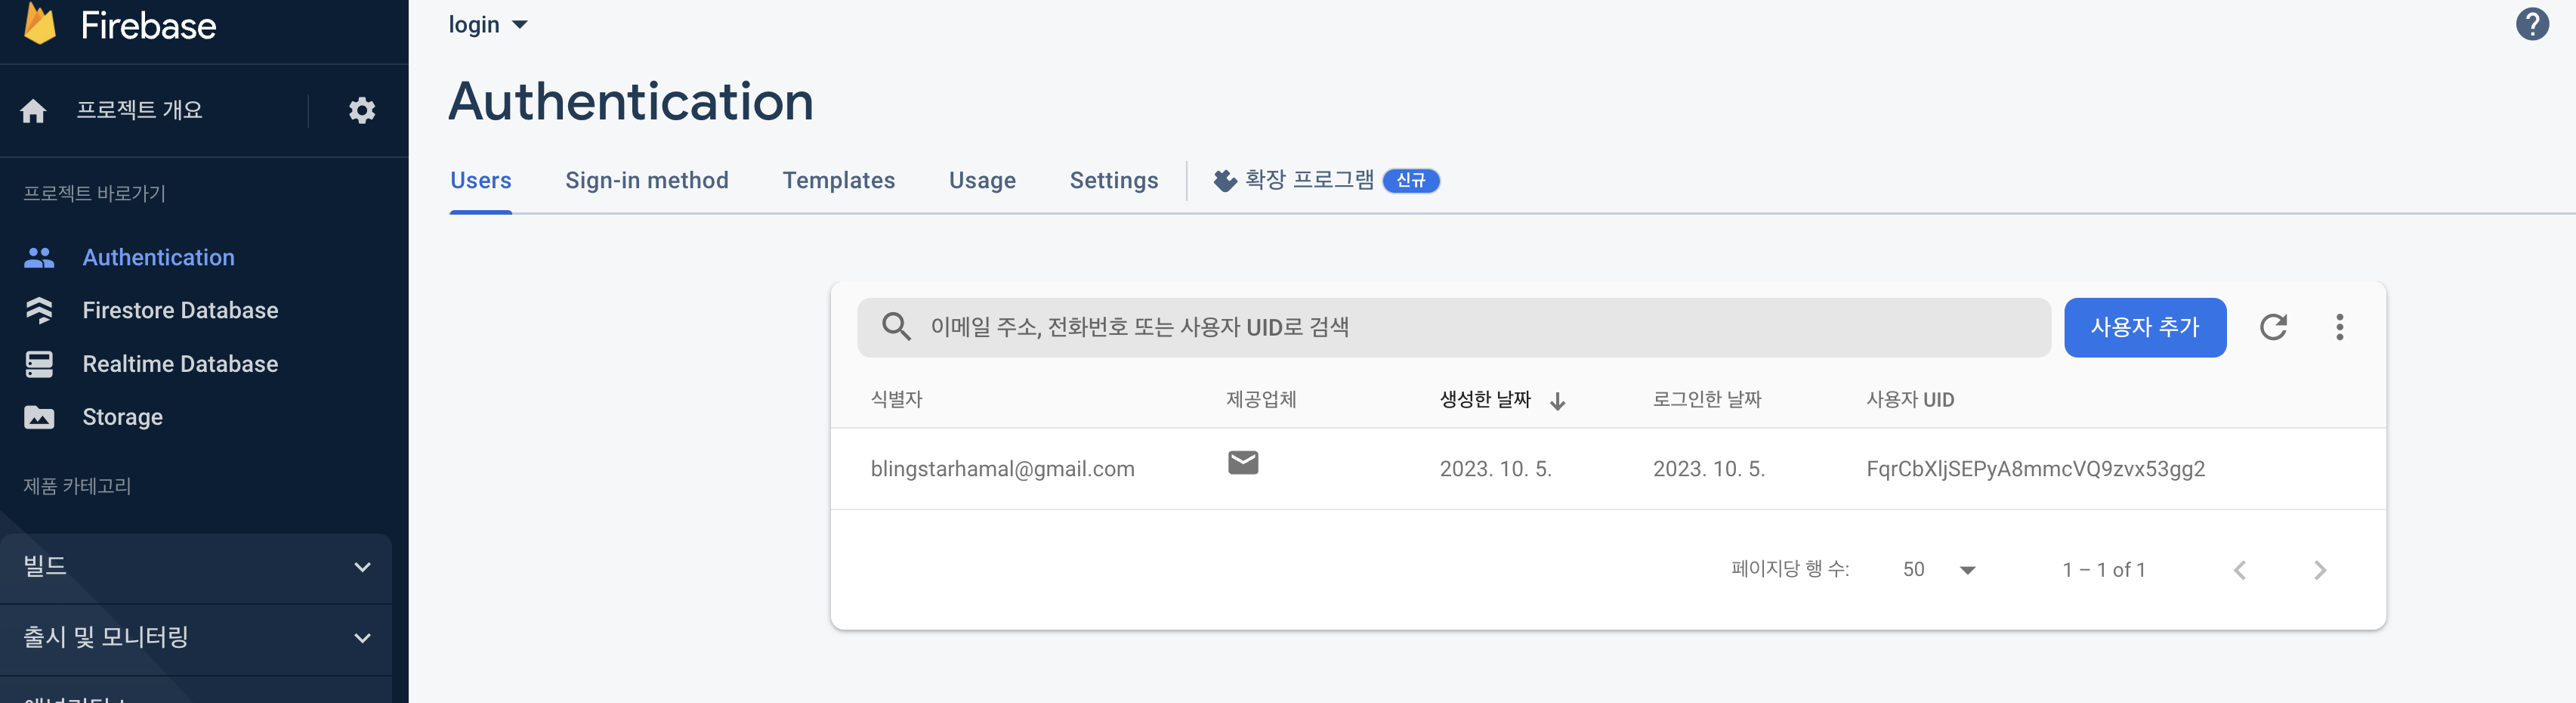 Firebase
프로젝트 개요
프로젝트 바로가기
Authentication
Firestore Database
Realtime Database
Storage
제품 카테고리
빌드
출시 및 모니터링
login
Authentication
Users
Sign-in method
Templates
Usage
Settings
확장 프로그램 신규
이메일 주소, 전화번호 또는 사용자 UID로 검색
사용자 추가
식별자 제공업체 생성한 날짜 로그인한 날짜 사용자 UID
blingstarhamal@gmail.com 2023. 10. 5. 2023. 10. 5. FqrCbXljSEPyA8mmcVQ9zvx53gg2
페이지당 행 수: 50 1 – 1 of 1